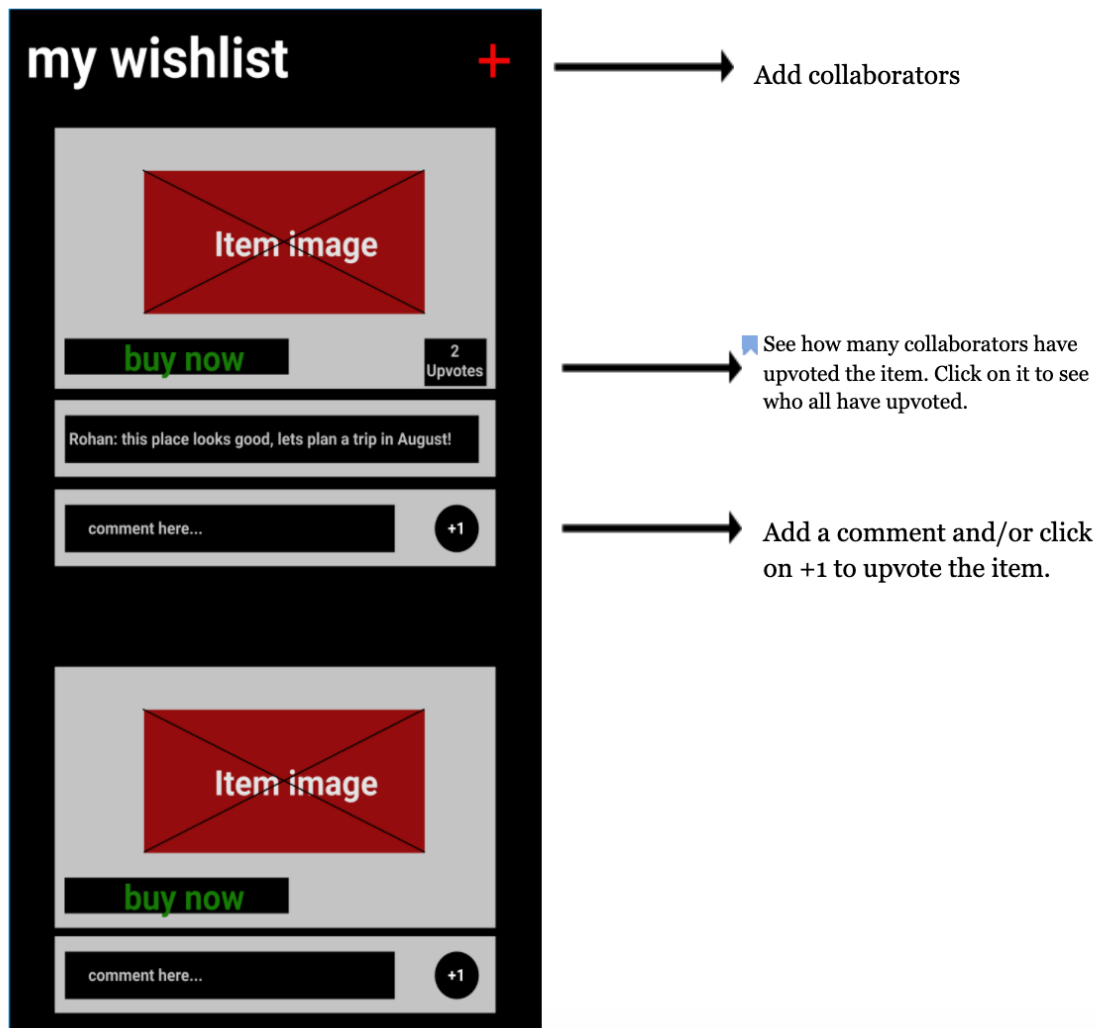 my wishlist +
Add collaborators
Item image
buy now
2
Upvotes
See how many collaborators have
upvoted the item. Click on it to see
who all have upvoted.
Rohan: this place looks good, lets plan a trip in August!
comment here...
+1
Add a comment and/or click
on +1 to upvote the item.
Item image
buy now
comment here...
+1